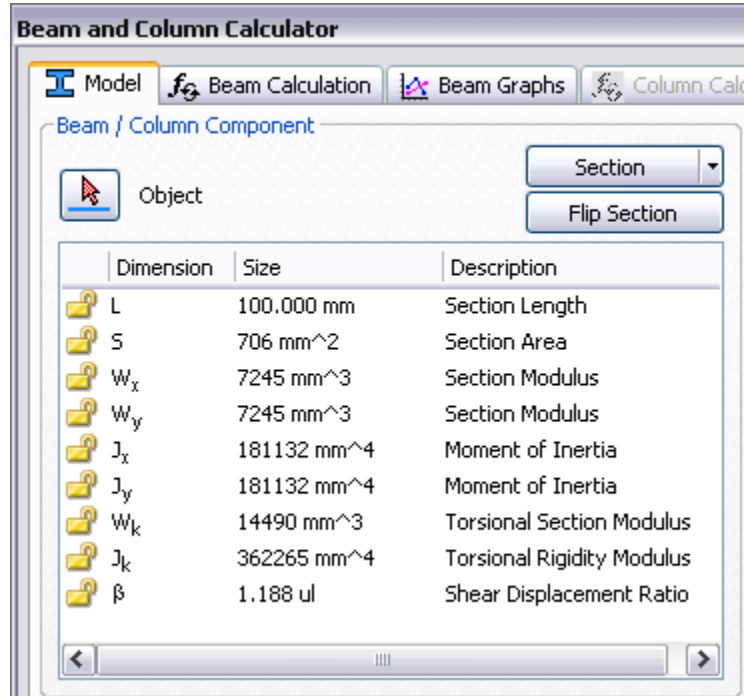 Beam and Column Calculator
Model Beam Calculation Beam Graphs Column Calc
Beam / Column Component
Section
Object
Flip Section
Dimension Size Description
L 100.000 mm Section Length
S 706 mm^2 Section Area
Wx 7245 mm^3 Section Modulus
Wy 7245 mm^3 Section Modulus
Jx 181132 mm^4 Moment of Inertia
Jy 181132 mm^4 Moment of Inertia
Wk 14490 mm^3 Torsional Section Modulus
Jk 362265 mm^4 Torsional Rigidity Modulus
β 1.188 ul Shear Displacement Ratio